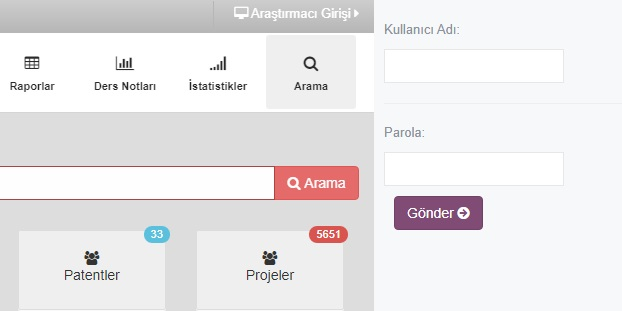 Araştırmacı Girişi
Raporlar
Ders Notları
İstatistikler
Arama
Arama
33
Patentler
5651
Projeler
Kullanıcı Adı:
Parola:
Gönder